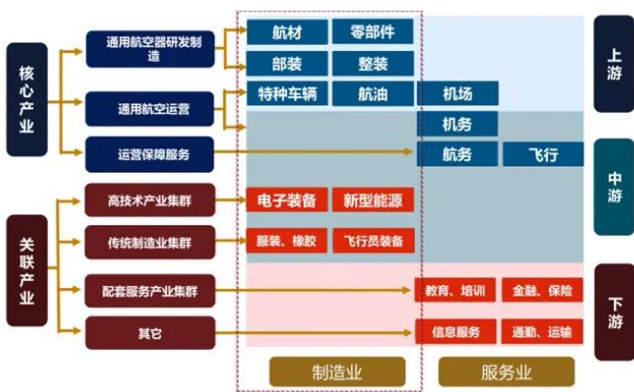 核心产业
通用航空器研发制
造
航材
零部件
部装
整装
上游
通用航空运营
特种车辆
航油
机场
机务
运营保障服务
航务
飞行
中游
关联产业
高技术产业集群
电子装备
新型能源
传统制造业集群
服装、橡胶
飞行员装备
配套服务产业集群
教育、培训
金融、保险
下游
其它
信息服务
通勤、运输
制造业
服务业